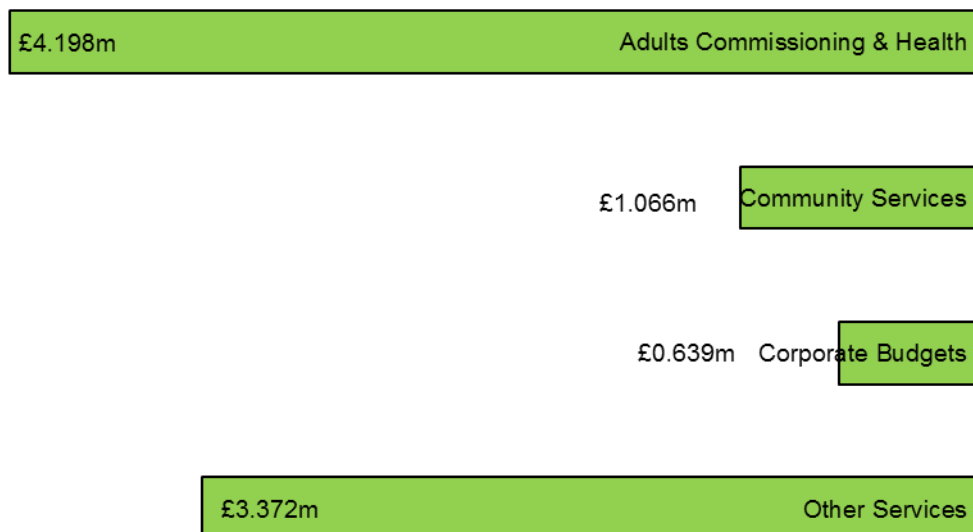 £4.198m Adults Commissioning & Health
£1.066m Community Services
£0.639m Corporate Budgets
£3.372m Other Services